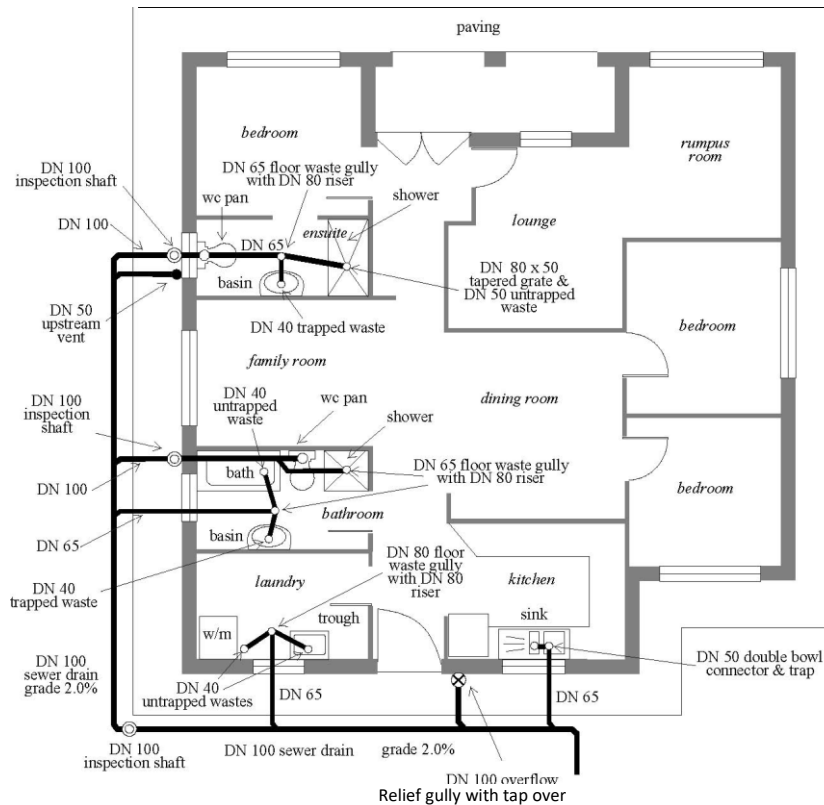 paving
bedroom
rumpus
room
DN 100
inspection shaft
DN 65 floor waste gully
with DN 80 riser
wc pan
shower
DN 100
ensuite
lounge
DN 65
basin
DN 80 x 50
tapered grate &
DN 50 untrapped
waste
DN 50
upstream
vent
DN 40 trapped waste
bedroom
family room
DN 40
untrapped
waste
wc pan
shower
dining room
DN 100
inspection
shaft
DN 100
bath
DN 65 floor waste gully
with DN 80 riser
bedroom
bathroom
DN 65
basin
DN 80 floor
waste gully
with DN 80
riser
DN 40
trapped waste
laundry
kitchen
w/m
trough
sink
DN 100
sewer drain
grade 2.0%
DN 40
untrapped wastes
DN 50 double bowl
connector & trap
DN 65
DN 65
DN 100
inspection shaft
DN 100 sewer drain
grade 2.0%
DN 100 overflow
Relief gully with tap over